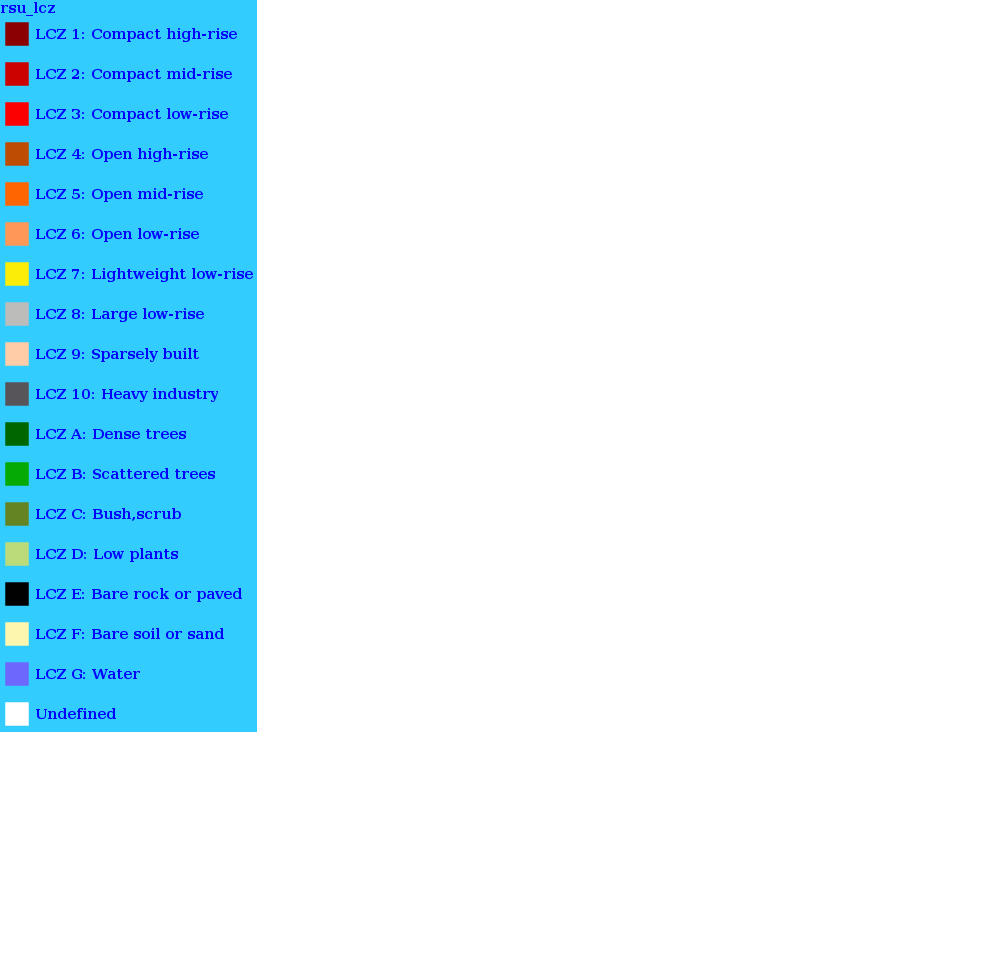 rsu_lcz
LCZ 1: Compact high-rise
LCZ 2: Compact mid-rise
LCZ 3: Compact low-rise
LCZ 4: Open high-rise
LCZ 5: Open mid-rise
LCZ 6: Open low-rise
LCZ 7: Lightweight low-rise
LCZ 8: Large low-rise
LCZ 9: Sparsely built
LCZ 10: Heavy industry
LCZ A: Dense trees
LCZ B: Scattered trees
LCZ C: Bush,scrub
LCZ D: Low plants
LCZ E: Bare rock or paved
LCZ F: Bare soil or sand
LCZ G: Water
Undefined